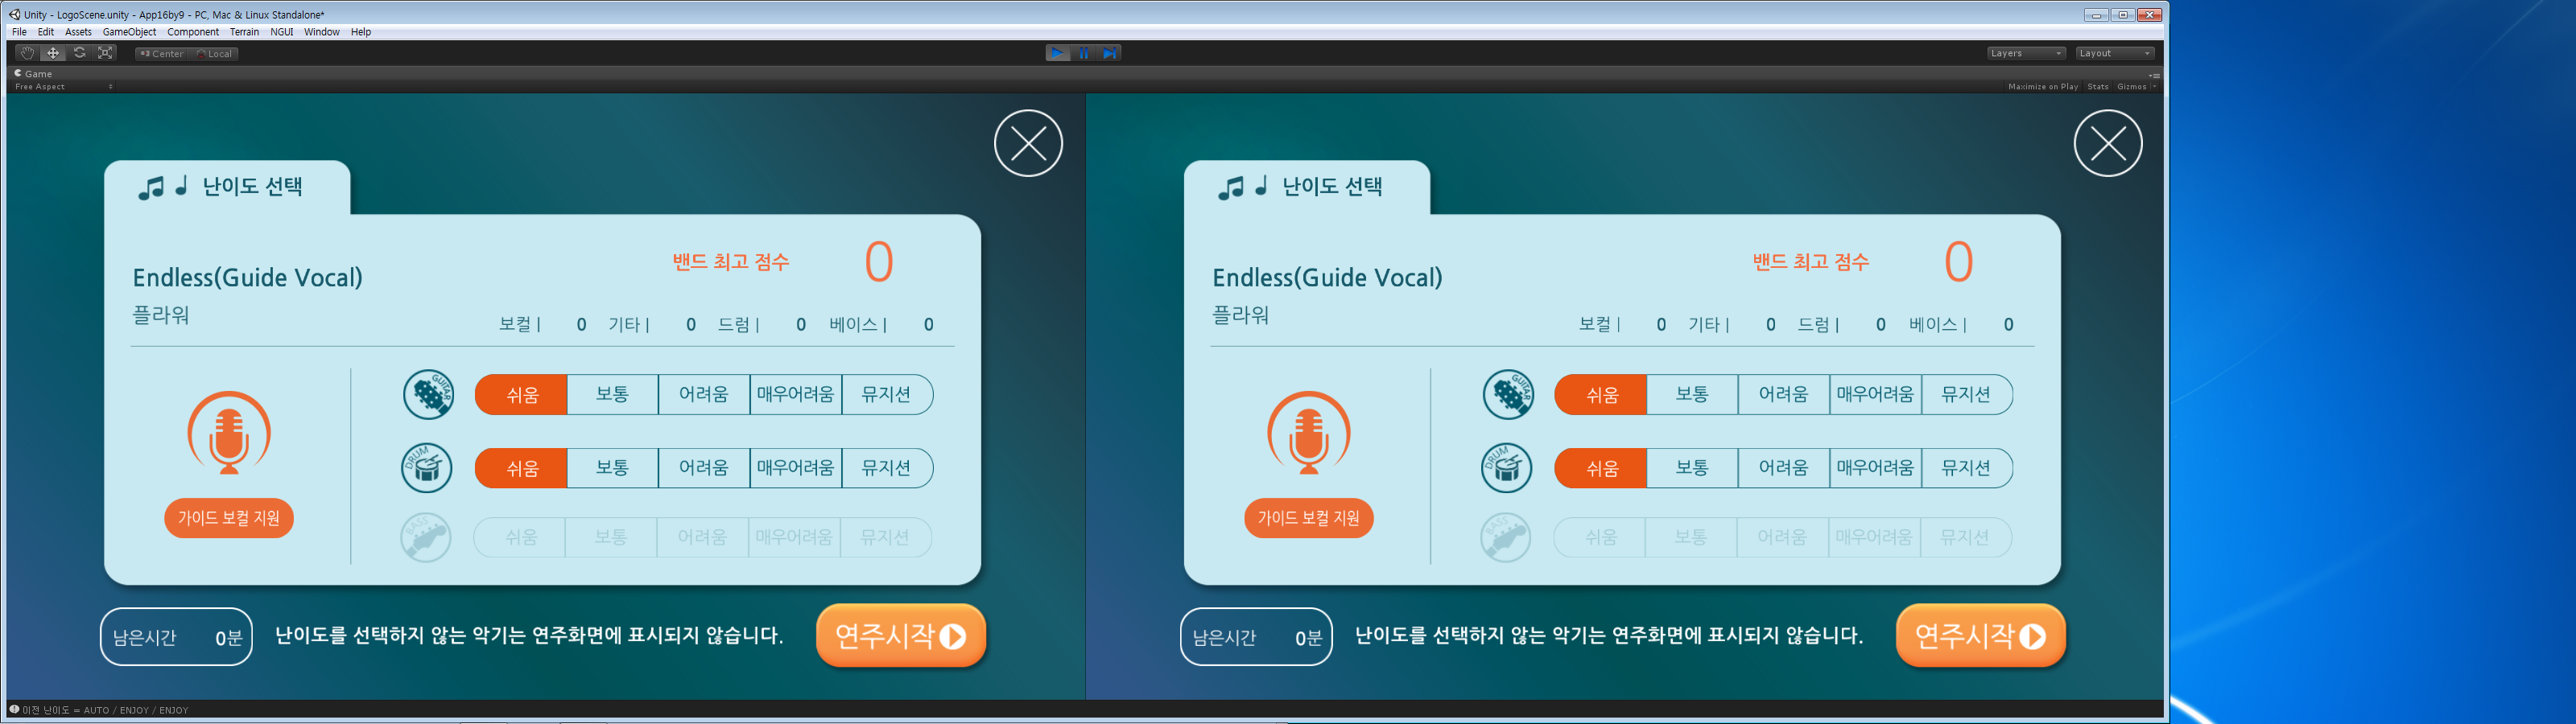 Unity - LogoScene.unity - App16by9 - PC, Mac & Linux Standalone*
File Edit Assets GameObject Component Terrain NGUI Window Help
Center Local Layers Layout
Game
Free Aspect Maximize on Play Stats Gizmos
난이도 선택
밴드 최고 점수 0
Endless(Guide Vocal)
플라워
보컬 | 0 기타 | 0 드럼 | 0 베이스 | 0
GUITAR 쉬움 보통 어려움 매우어려움 뮤지션
DRUM 쉬움 보통 어려움 매우어려움 뮤지션
가이드 보컬 지원
BASS 쉬움 보통 어려움 매우어려움 뮤지션
남은시간 0분 난이도를 선택하지 않는 악기는 연주화면에 표시되지 않습니다. 연주시작
난이도 선택
밴드 최고 점수 0
Endless(Guide Vocal)
플라워
보컬 | 0 기타 | 0 드럼 | 0 베이스 | 0
GUITAR 쉬움 보통 어려움 매우어려움 뮤지션
DRUM 쉬움 보통 어려움 매우어려움 뮤지션
가이드 보컬 지원
BASS 쉬움 보통 어려움 매우어려움 뮤지션
남은시간 0분 난이도를 선택하지 않는 악기는 연주화면에 표시되지 않습니다. 연주시작
이전 난이도 = AUTO / ENJOY / ENJOY